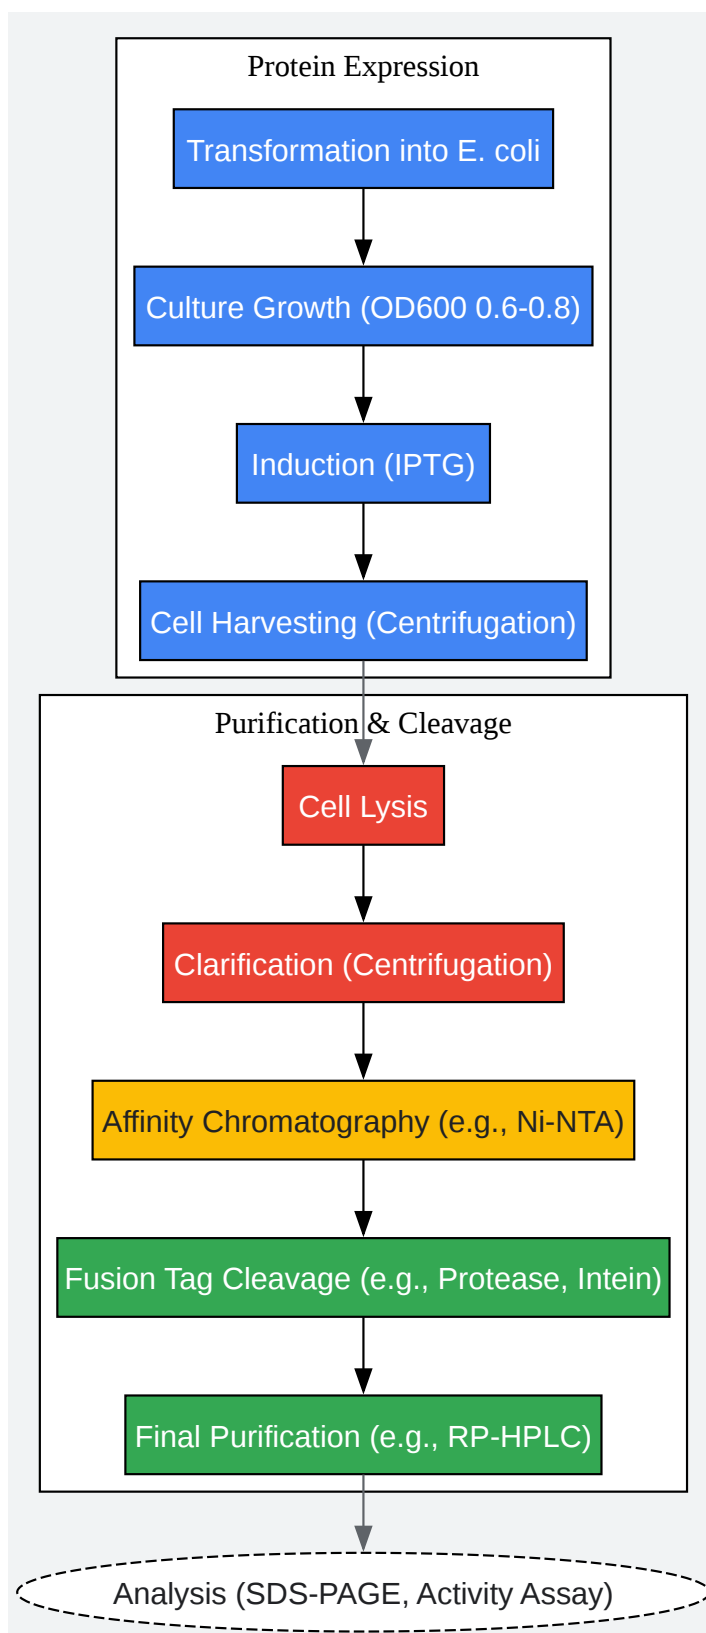 Protein Expression
Transformation into E. coli
Culture Growth (OD600 0.6-0.8)
Induction (IPTG)
Cell Harvesting (Centrifugation)
Purification & Cleavage
Cell Lysis
Clarification (Centrifugation)
Affinity Chromatography (e.g., Ni-NTA)
Fusion Tag Cleavage (e.g., Protease, Intein)
Final Purification (e.g., RP-HPLC)
Analysis (SDS-PAGE, Activity Assay)